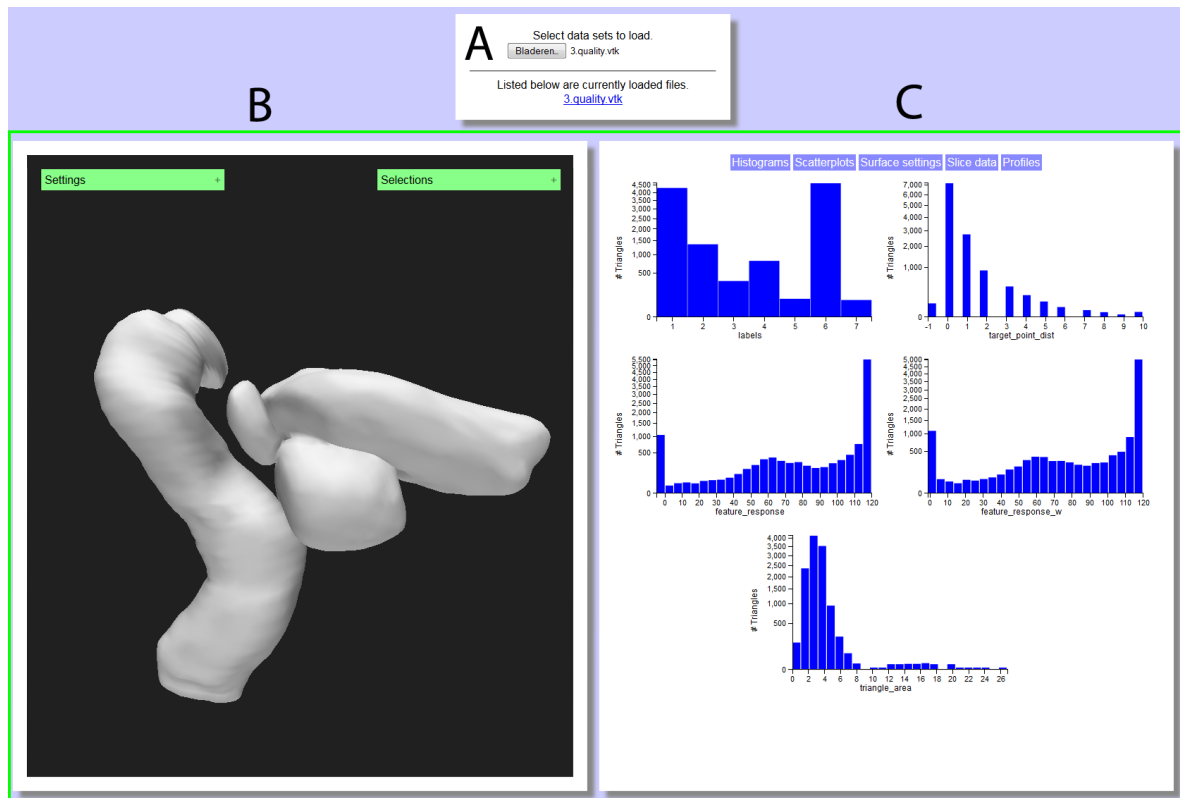 A
Select data sets to load.
Bladeren.. 3.quality.vtk
Listed below are currently loaded files.
3.quality.vtk
B
C
Settings +
Selections +
Histograms Scatterplots Surface settings Slice data Profiles
4,500
4,000
3,500
3,000
2,500
2,000
1,500
1,000
500
0
# Triangles
1 2 3 4 5 6 7
labels
7,000
6,000
5,000
4,000
3,000
2,000
1,000
0
# Triangles
-1 0 1 2 3 4 5 6 7 8 9 10
target_point_dist
5,500
5,000
4,500
4,000
3,500
3,000
2,500
2,000
1,500
1,000
500
0
# Triangles
0 10 20 30 40 50 60 70 80 90 100 110 120
feature_response
5,000
4,500
4,000
3,500
3,000
2,500
2,000
1,500
1,000
500
0
# Triangles
0 10 20 30 40 50 60 70 80 90 100 110 120
feature_response_w
4,000
3,500
3,000
2,500
2,000
1,500
1,000
500
0
# Triangles
0 2 4 6 8 10 12 14 16 18 20 22 24 26
triangle_area